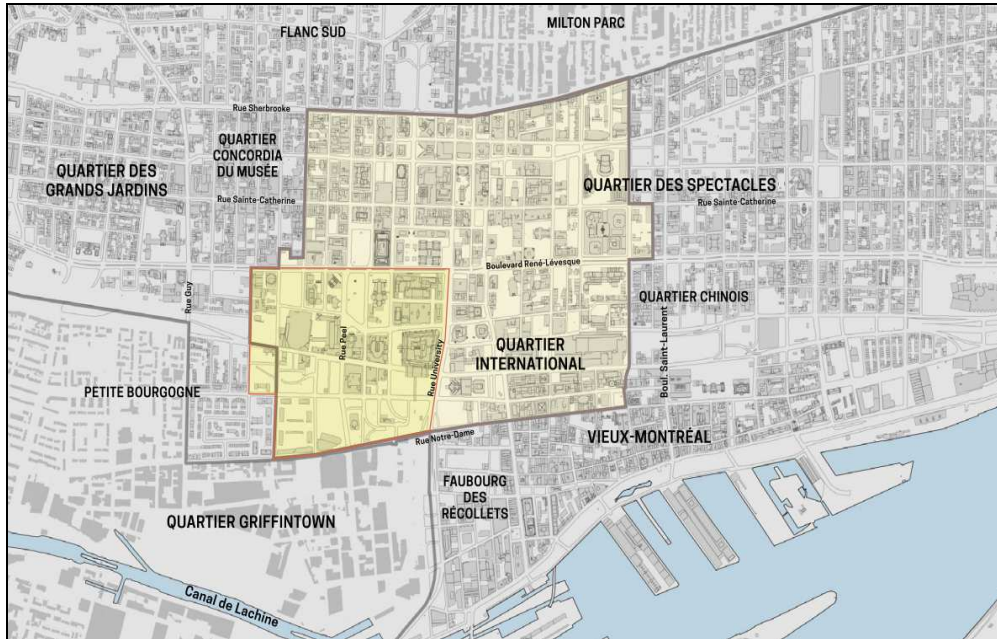 FLANC SUD
MILTON PARC
Rue Sherbrooke
QUARTIER
CONCORDIA
DU MUSÉE
QUARTIER DES
GRANDS JARDINS
QUARTIER DES SPECTACLES
Rue Sainte-Catherine
Rue Sainte-Catherine
Boulevard René-Lévesque
Rue Guy
QUARTIER CHINOIS
Rue Peel
Rue University
QUARTIER
INTERNATIONAL
Boul. Saint-Laurent
PETITE BOURGOGNE
Rue Notre-Dame
VIEUX-MONTRÉAL
FAUBOURG
DES
RÉCOLLETS
QUARTIER GRIFFINTOWN
Canal de Lachine